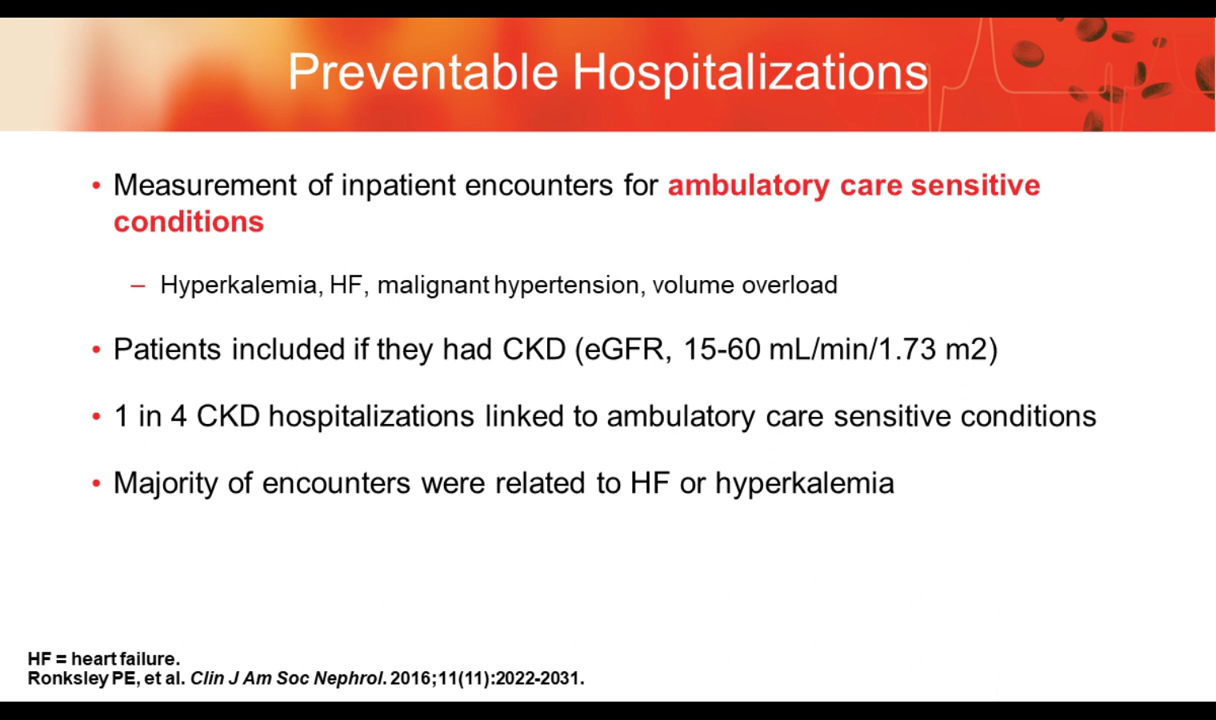 Preventable Hospitalizations
• Measurement of inpatient encounters for ambulatory care sensitive
conditions
– Hyperkalemia, HF, malignant hypertension, volume overload
• Patients included if they had CKD (eGFR, 15-60 mL/min/1.73 m2)
• 1 in 4 CKD hospitalizations linked to ambulatory care sensitive conditions
• Majority of encounters were related to HF or hyperkalemia
HF = heart failure.
Ronksley PE, et al. Clin J Am Soc Nephrol. 2016;11(11):2022-2031.